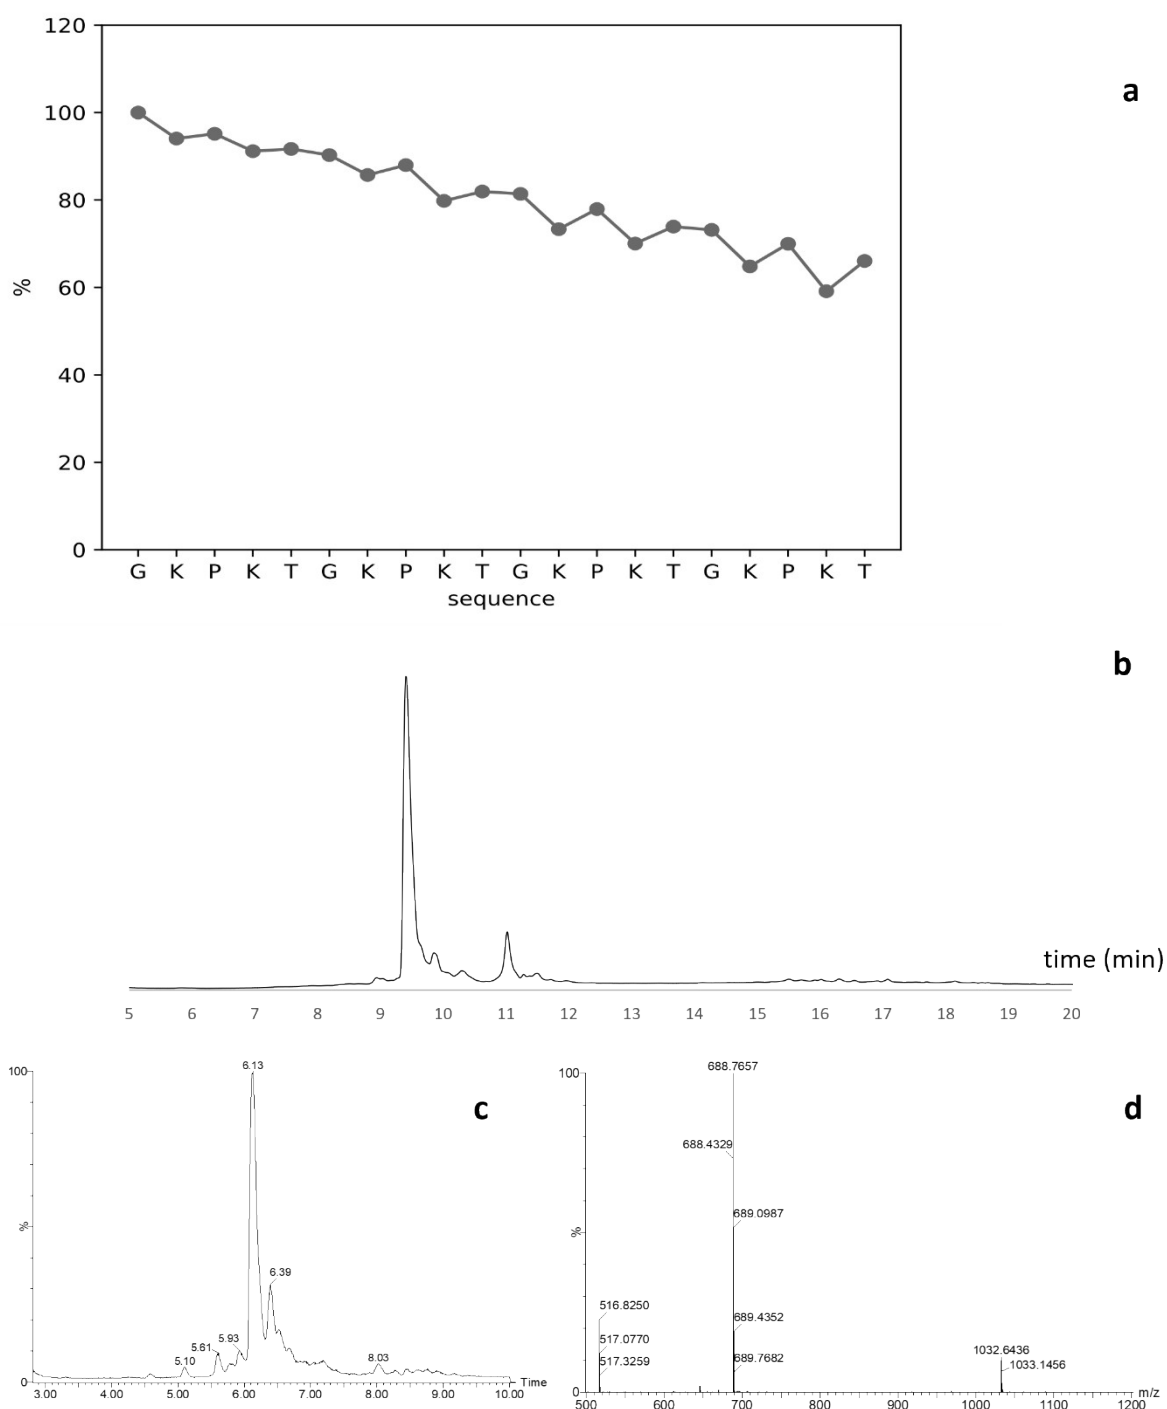 120
a
100
80
60
%
40
20
0
G K P K T G K P K T G K P K T G K P K T
sequence
b
time (min)
5 6 7 8 9 10 11 12 13 14 15 16 17 18 19 20
6.13
100
c
%
6.39
5.61
5.93
5.10
8.03
0
3.00 4.00 5.00 6.00 7.00 8.00 9.00 10.00
Time
688.7657
100
d
688.4329
689.0987
%
516.8250
689.4352
517.0770
689.7682
517.3259
1032.6436
1033.1456
0
500 600 700 800 900 1000 1100 1200
m/z